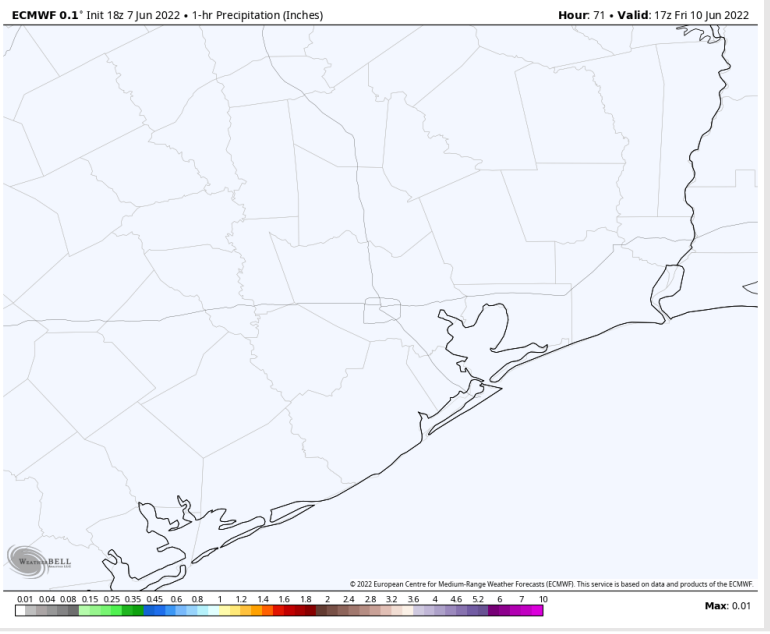 ECMWF 0.1° Init 18z 7 Jun 2022 • 1-hr Precipitation (Inches)
Hour: 71 • Valid: 17z Fri 10 Jun 2022
WEATHERBELL
© 2022 European Centre for Medium-Range Weather Forecasts (ECMWF). This service is based on data and products of the ECMWF.
0.01 0.04 0.08 0.15 0.25 0.35 0.45 0.6 0.8 1 1.2 1.4 1.6 1.8 2 2.4 2.8 3.2 3.6 4 4.6 5.2 6 7 10
Max: 0.01